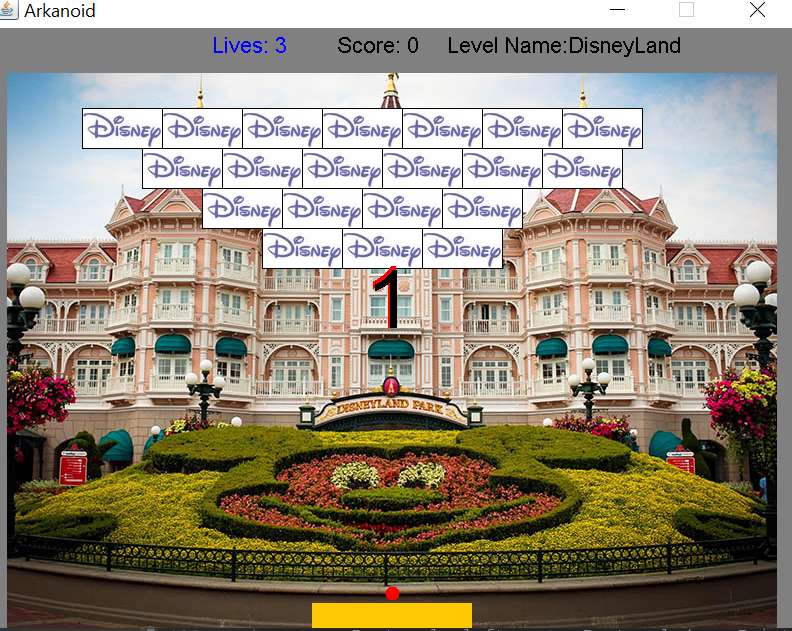 Arkanoid
Lives: 3 Score: 0 Level Name:DisneyLand
Disney Disney Disney Disney Disney Disney Disney
Disney Disney Disney Disney Disney Disney
Disney Disney Disney Disney
Disney Disney Disney
1
DISNEYLAND PARK